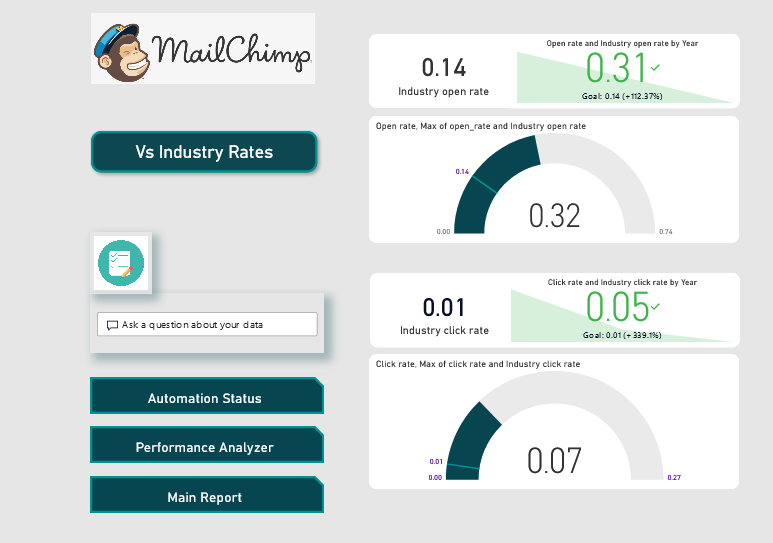 MailChimp
Vs Industry Rates
Ask a question about your data
Automation Status
Performance Analyzer
Main Report
0.14
Industry open rate
Open rate and Industry open rate by Year
0.31
Goal: 0.14 (+112.37%)
Open rate, Max of open_rate and Industry open rate
0.14
0.00
0.32
0.74
0.01
Industry click rate
Click rate and Industry click rate by Year
0.05
Goal: 0.01 (+339.1%)
Click rate, Max of click rate and Industry click rate
0.01
0.00
0.07
0.27